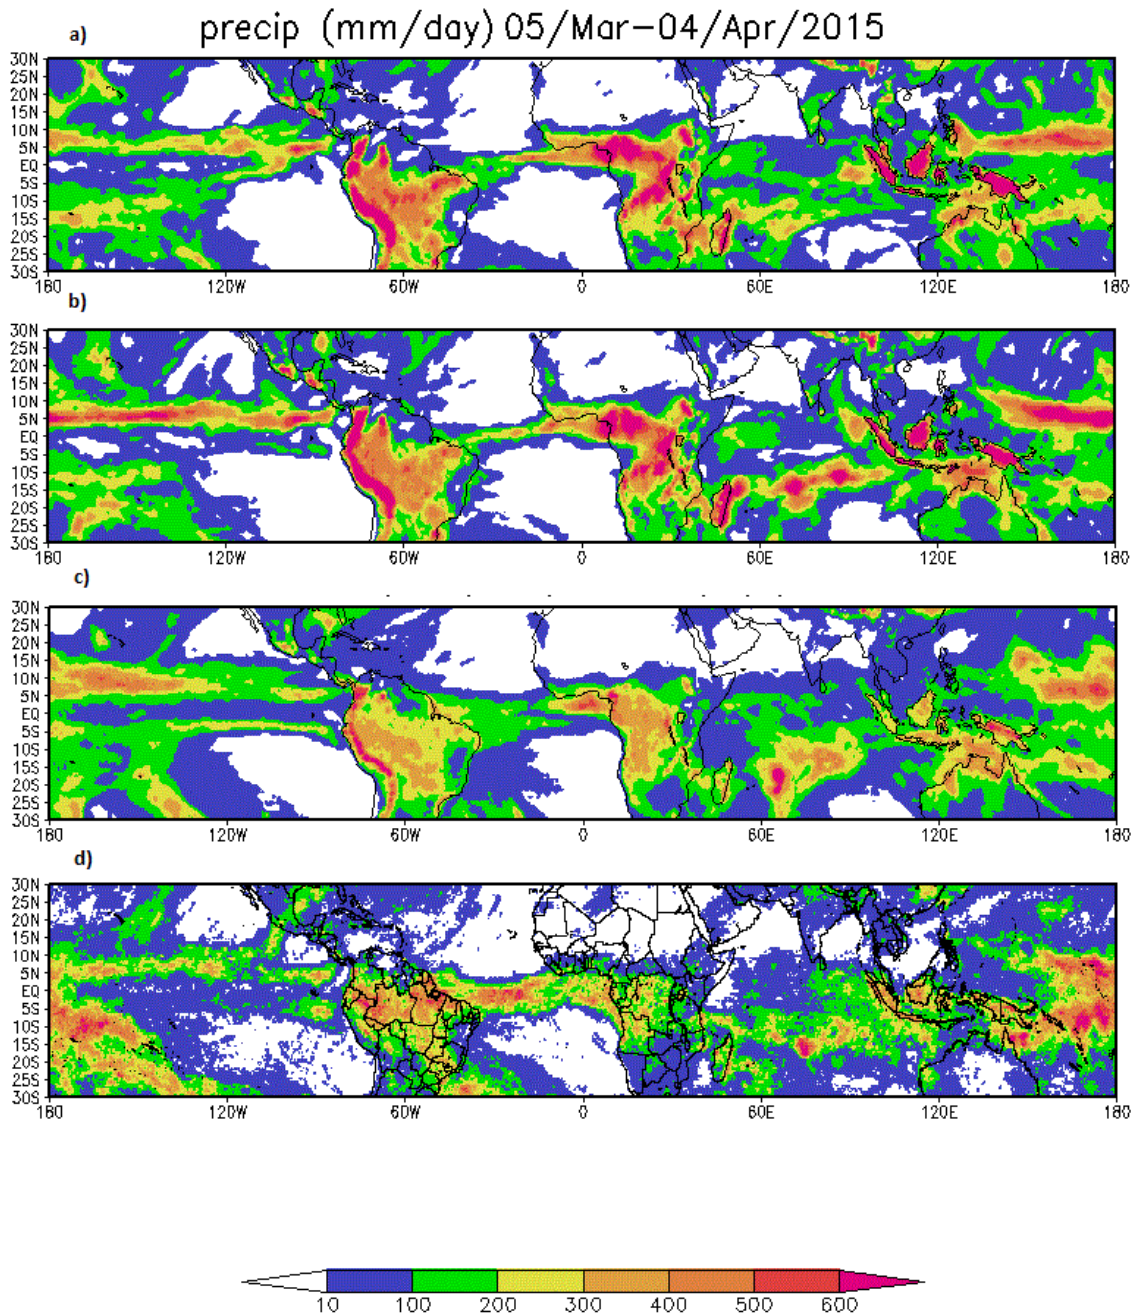 precip (mm/day) 05/Mar-04/Apr/2015
a)
30N
25N
20N
15N
10N
5N
EQ
5S
10S
15S
20S
25S
30S
180 120W 60W 0 60E 120E 180
b)
30N
25N
20N
15N
10N
5N
EQ
5S
10S
15S
20S
25S
30S
180 120W 60W 0 60E 120E 180
c)
30N
25N
20N
15N
10N
5N
EQ
5S
10S
15S
20S
25S
30S
180 120W 60W 0 60E 120E 180
d)
30N
25N
20N
15N
10N
5N
EQ
5S
10S
15S
20S
25S
30S
180 120W 60W 0 60E 120E 180
10 100 200 300 400 500 600